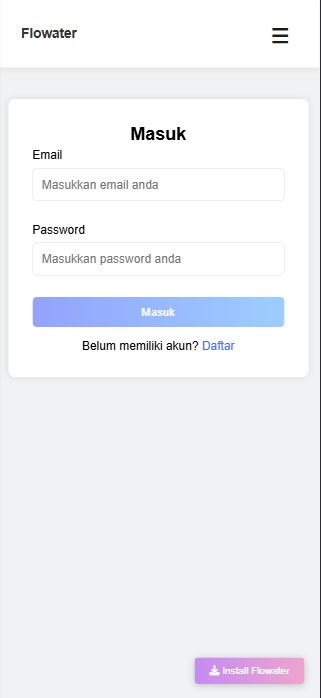 Flowater
Masuk
Email
Masukkan email anda
Password
Masukkan password anda
Masuk
Belum memiliki akun? Daftar
Install Flowater